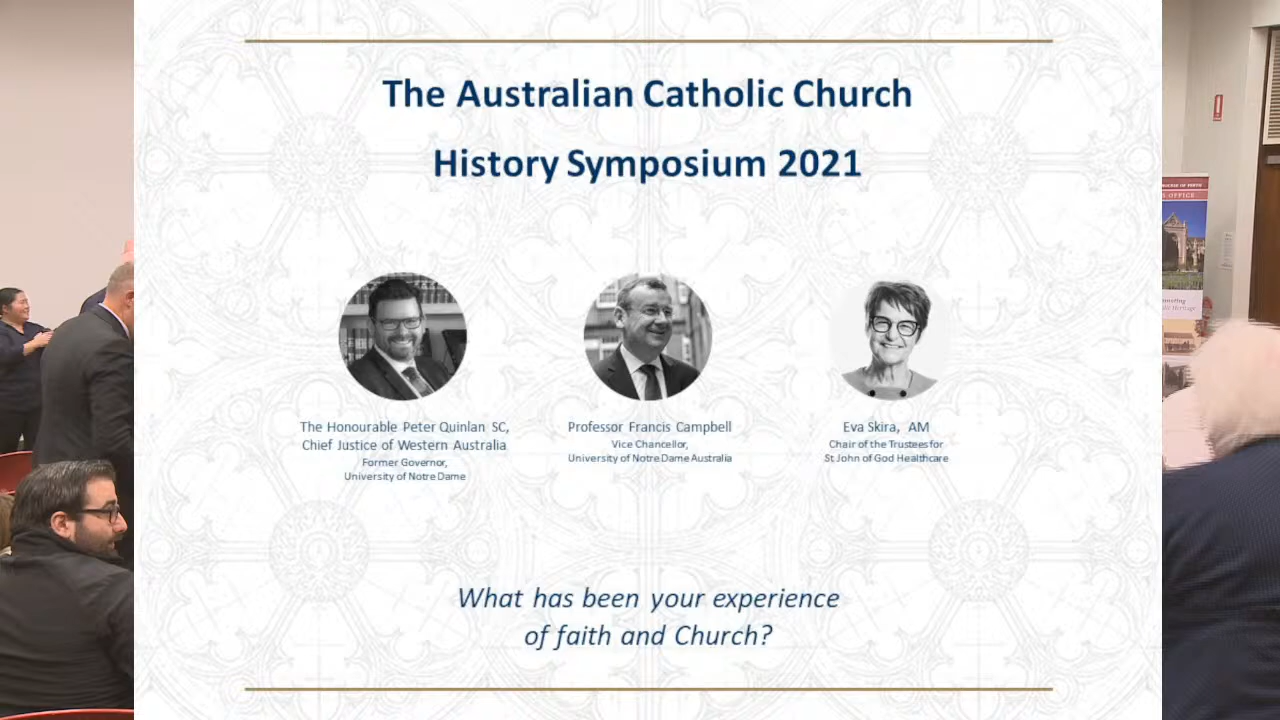 The Australian Catholic Church
History Symposium 2021
The Honourable Peter Quinlan SC,
Chief Justice of Western Australia
Former Governor,
University of Notre Dame
Professor Francis Campbell
Vice Chancellor,
University of Notre Dame Australia
Eva Skira, AM
Chair of the Trustees for
St John of God Healthcare
What has been your experience
of faith and Church?
OFFICE
Heritage